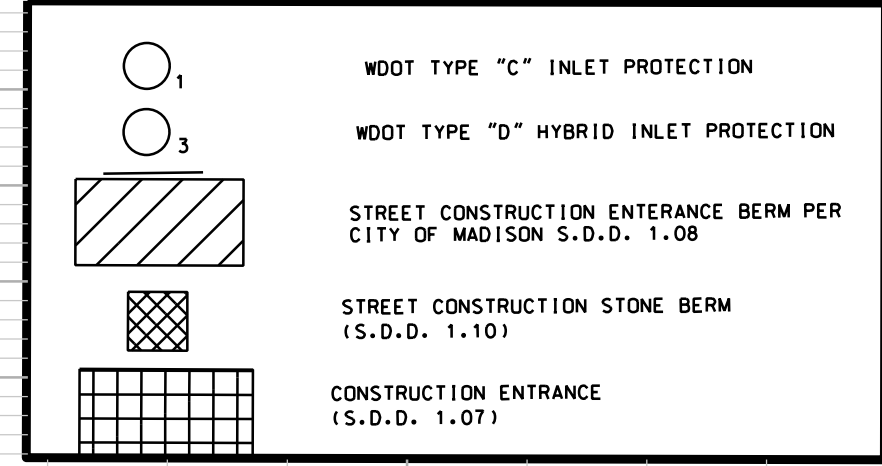 1 WDOT TYPE "C" INLET PROTECTION
3 WDOT TYPE "D" HYBRID INLET PROTECTION
STREET CONSTRUCTION ENTERANCE BERM PER
CITY OF MADISON S.D.D. 1.08
STREET CONSTRUCTION STONE BERM
(S.D.D. 1.10)
CONSTRUCTION ENTRANCE
(S.D.D. 1.07)